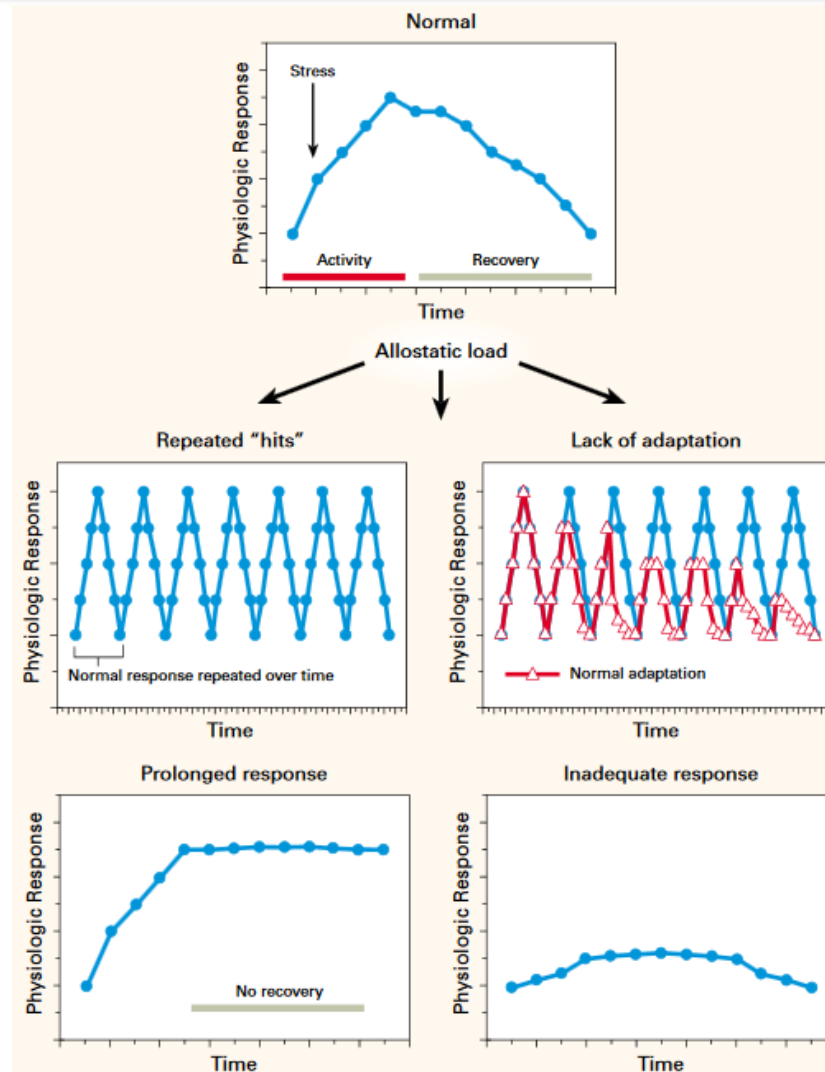 Normal
Physiologic Response
Stress
Activity
Recovery
Time
Allostatic load
Repeated “hits”
Physiologic Response
Normal response repeated over time
Time
Lack of adaptation
Physiologic Response
Normal adaptation
Time
Prolonged response
Physiologic Response
No recovery
Time
Inadequate response
Physiologic Response
Time